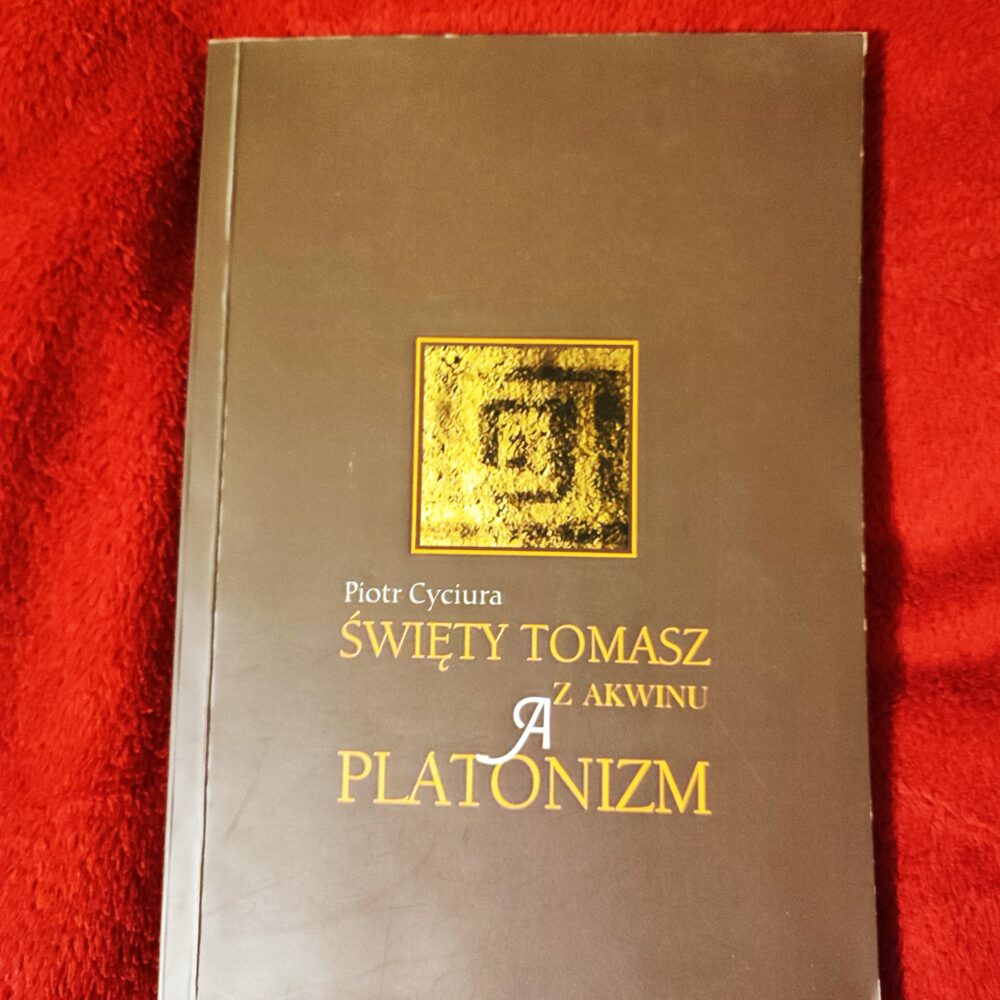 Piotr Cyciura
ŚWIĘTY TOMASZ
Z AKWINU
A
PLATONIZM